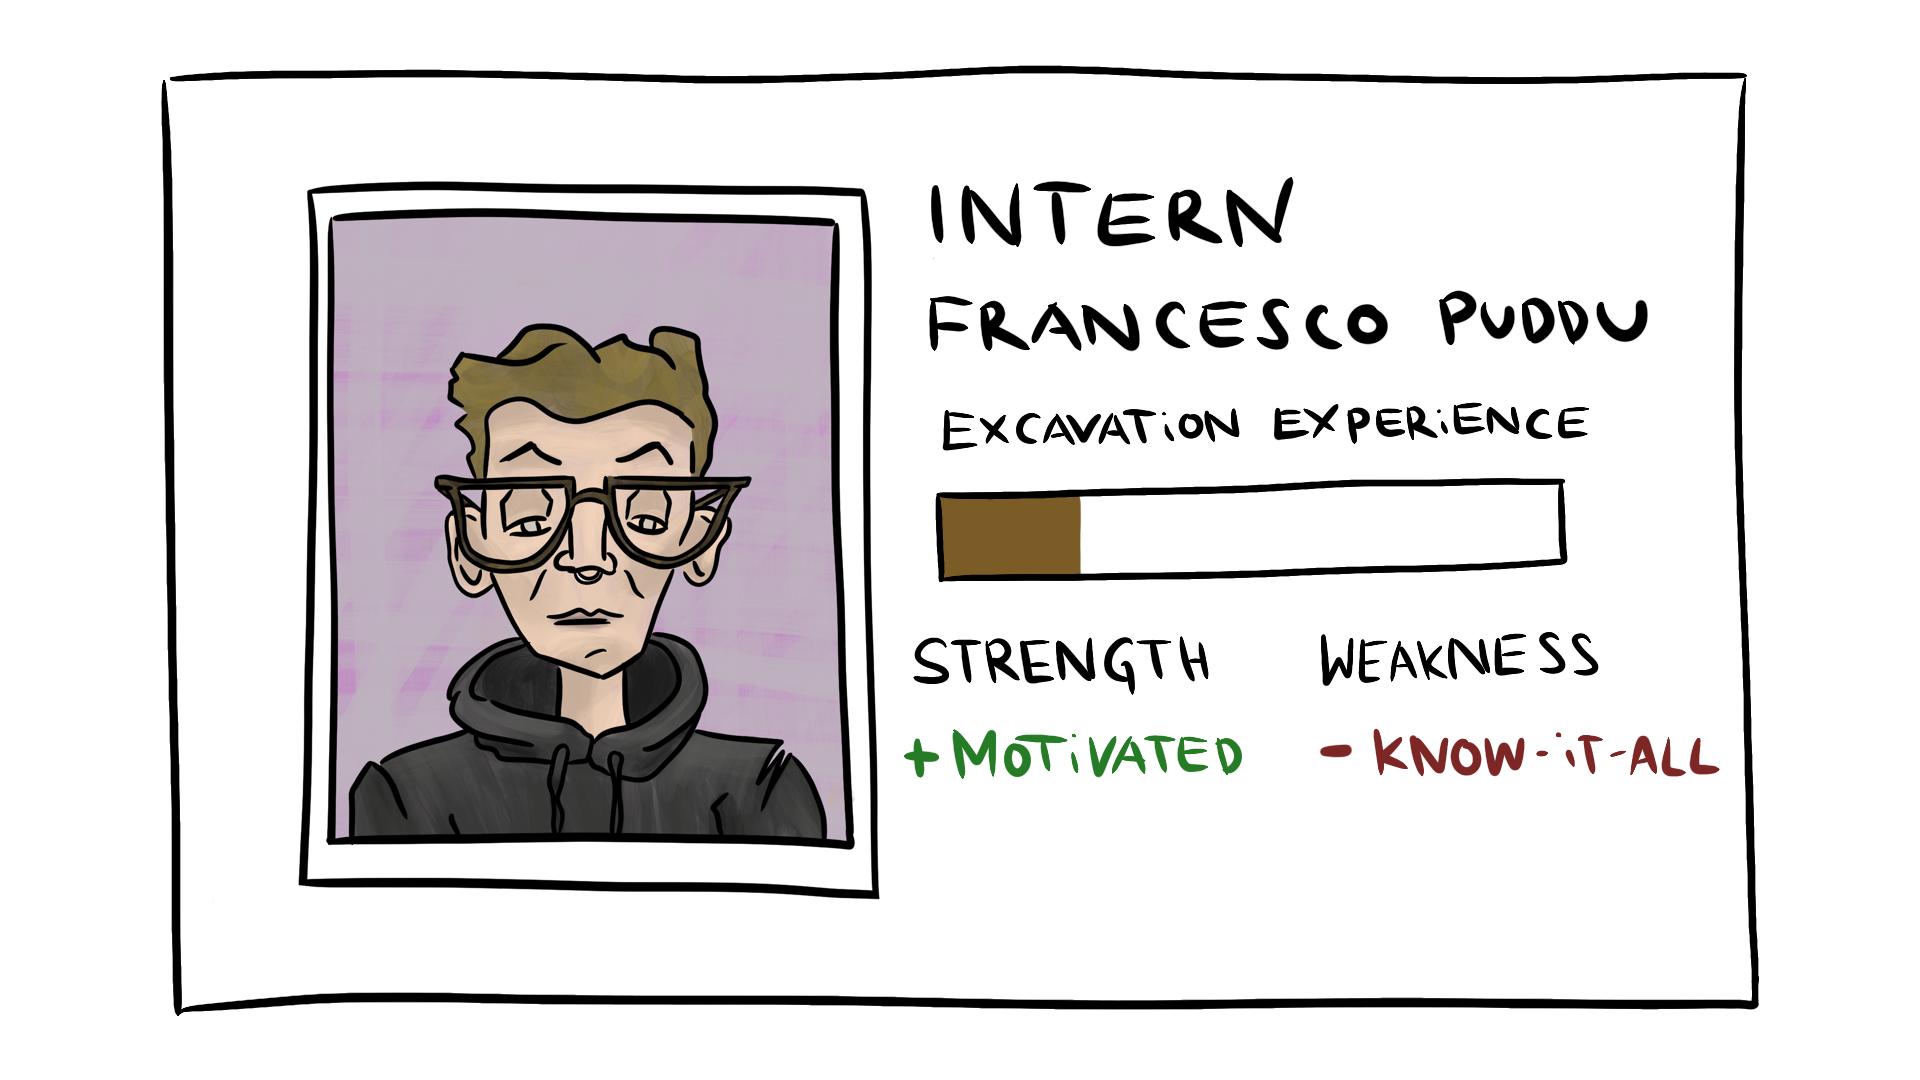 INTERN
FRANCESCO PUDDU
EXCAVATiON EXPERiENCE
STRENGTH WEAKNESS
+ MOTiVATED - KNOW-iT-ALL